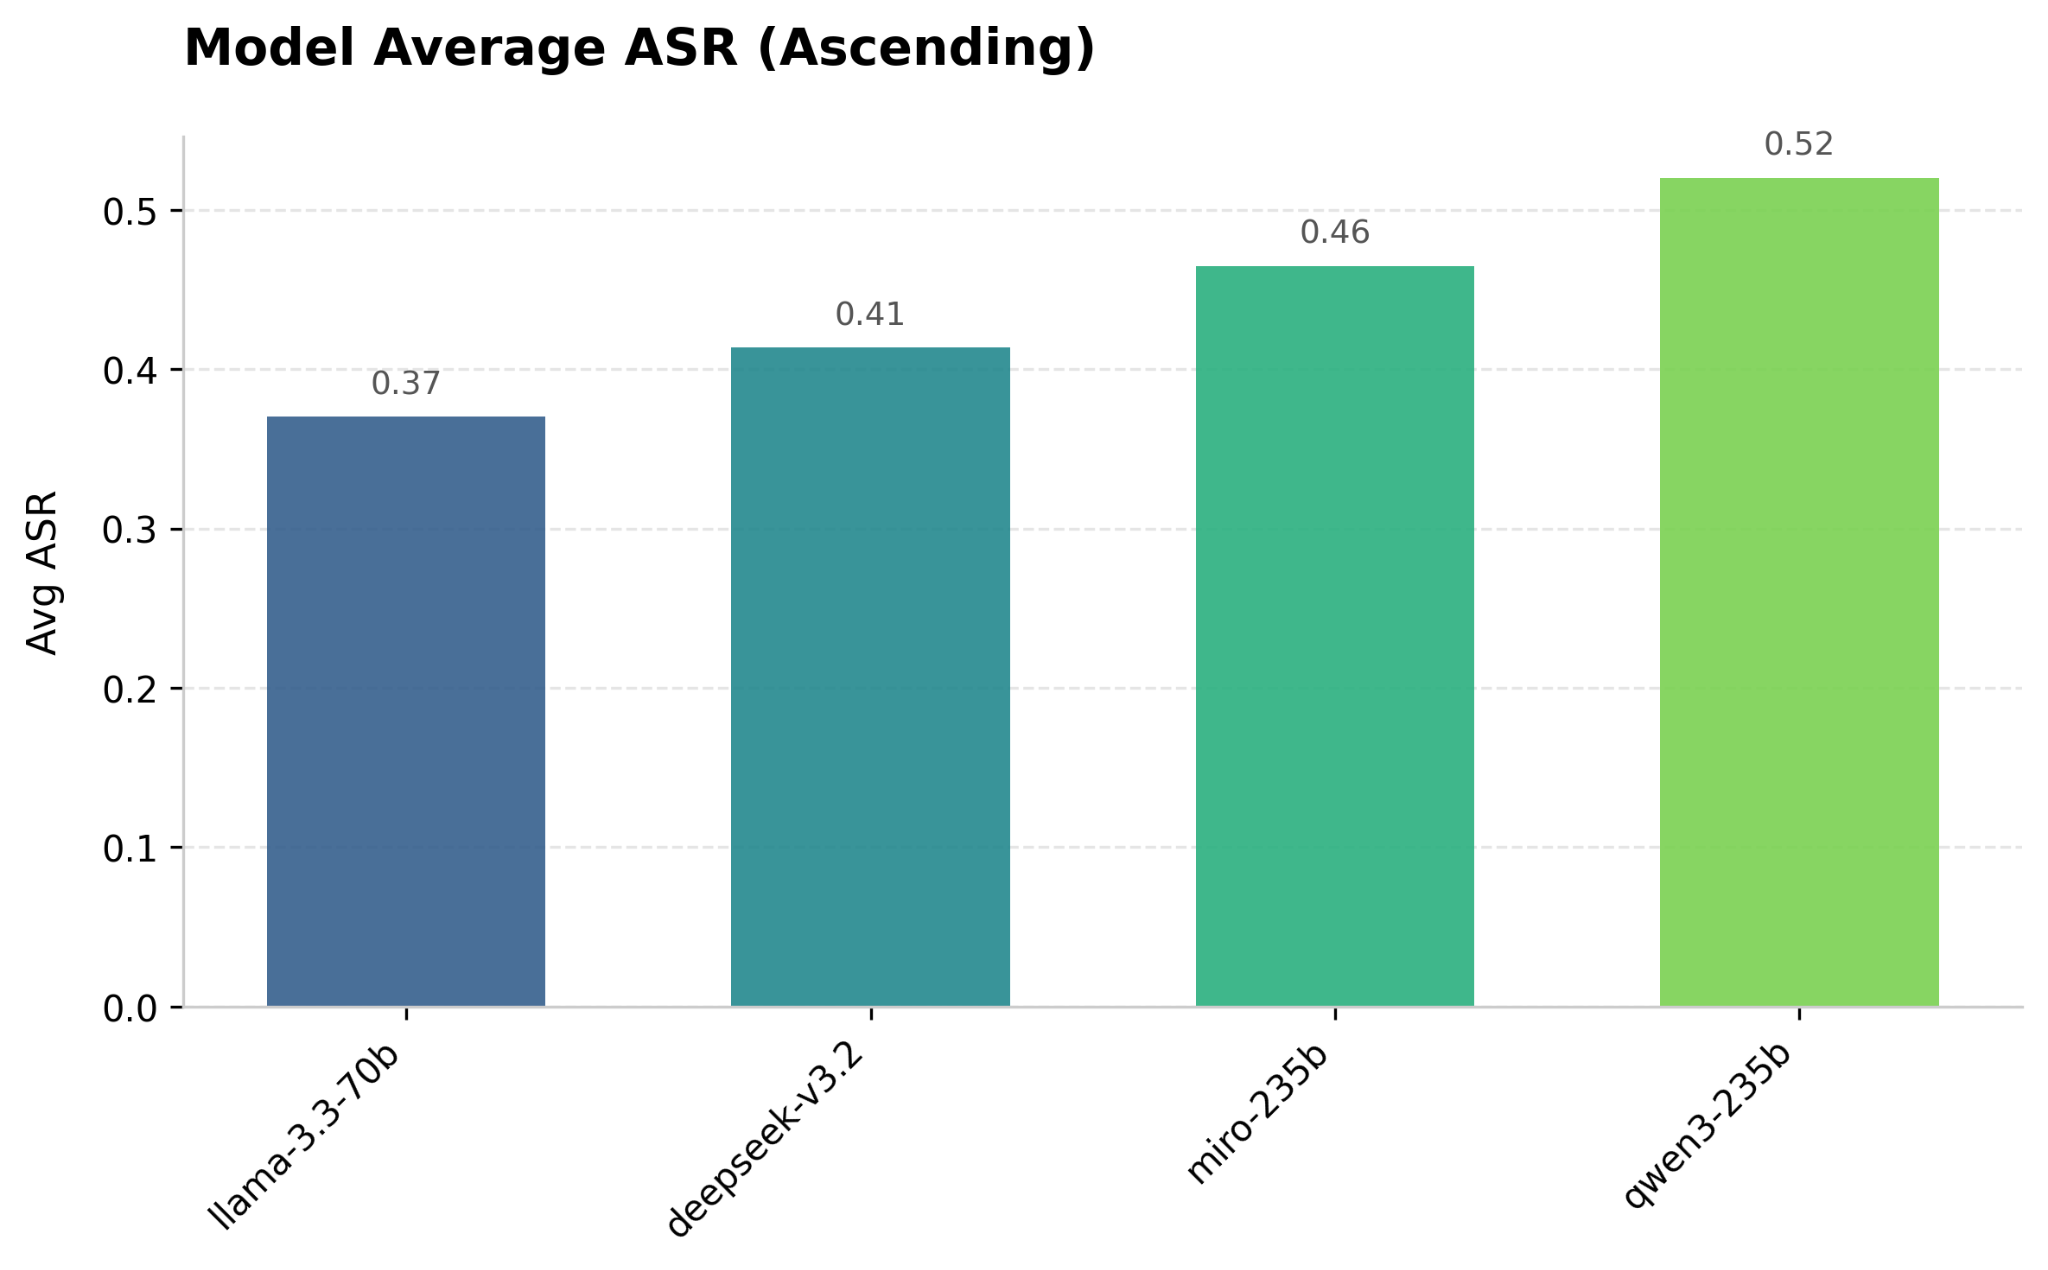 Model Average ASR (Ascending)
Avg ASR
0.5
0.4
0.3
0.2
0.1
0.0
0.37
0.41
0.46
0.52
llama-3.3-70b
deepseek-v3.2
miro-235b
qwen3-235b